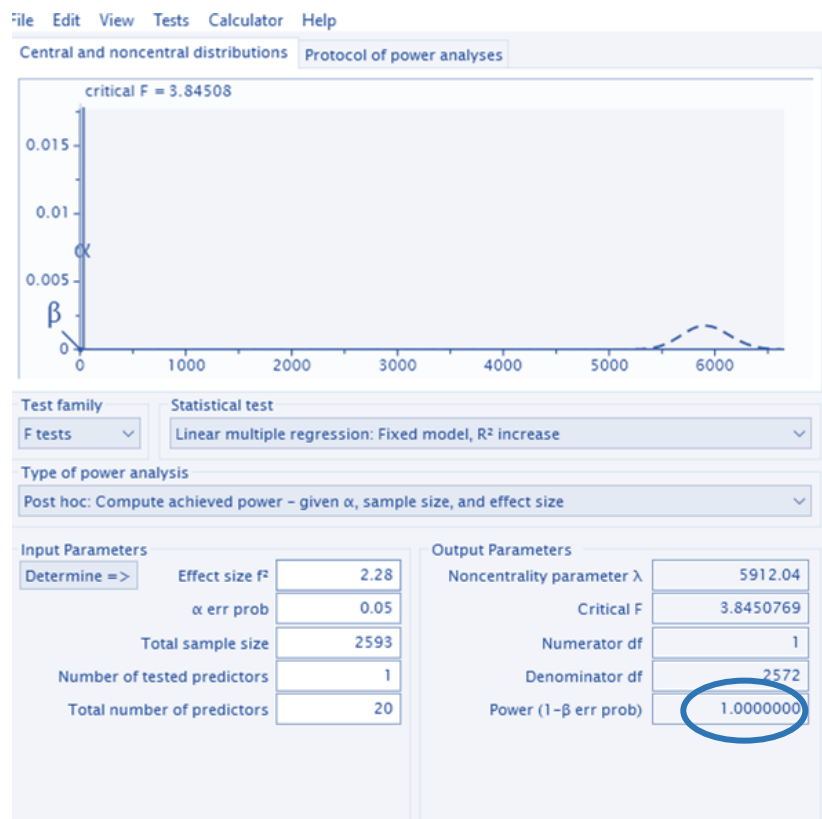 File Edit View Tests Calculator Help
Central and noncentral distributions Protocol of power analyses
critical F = 3.84508
0.015
0.01
α
0.005
β
0
0 1000 2000 3000 4000 5000 6000
Test family Statistical test
F tests Linear multiple regression: Fixed model, R² increase
Type of power analysis
Post hoc: Compute achieved power – given α, sample size, and effect size
Input Parameters Output Parameters
Determine => Effect size f² 2.28 Noncentrality parameter λ 5912.04
α err prob 0.05 Critical F 3.8450769
Total sample size 2593 Numerator df 1
Number of tested predictors 1 Denominator df 2572
Total number of predictors 20 Power (1-β err prob) 1.0000000